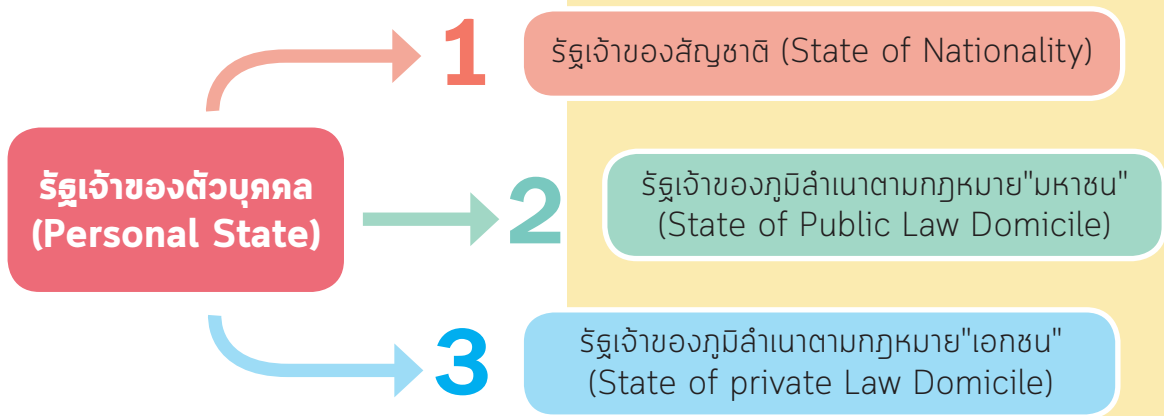 1
รัฐเจ้าของสัญชาติ (State of Nationality)
รัฐเจ้าของตัวบุคคล
(Personal State)
2
รัฐเจ้าของภูมิลำเนาตามกฎหมาย"มหาชน"
(State of Public Law Domicile)
3
รัฐเจ้าของภูมิลำเนาตามกฎหมาย"เอกชน"
(State of private Law Domicile)